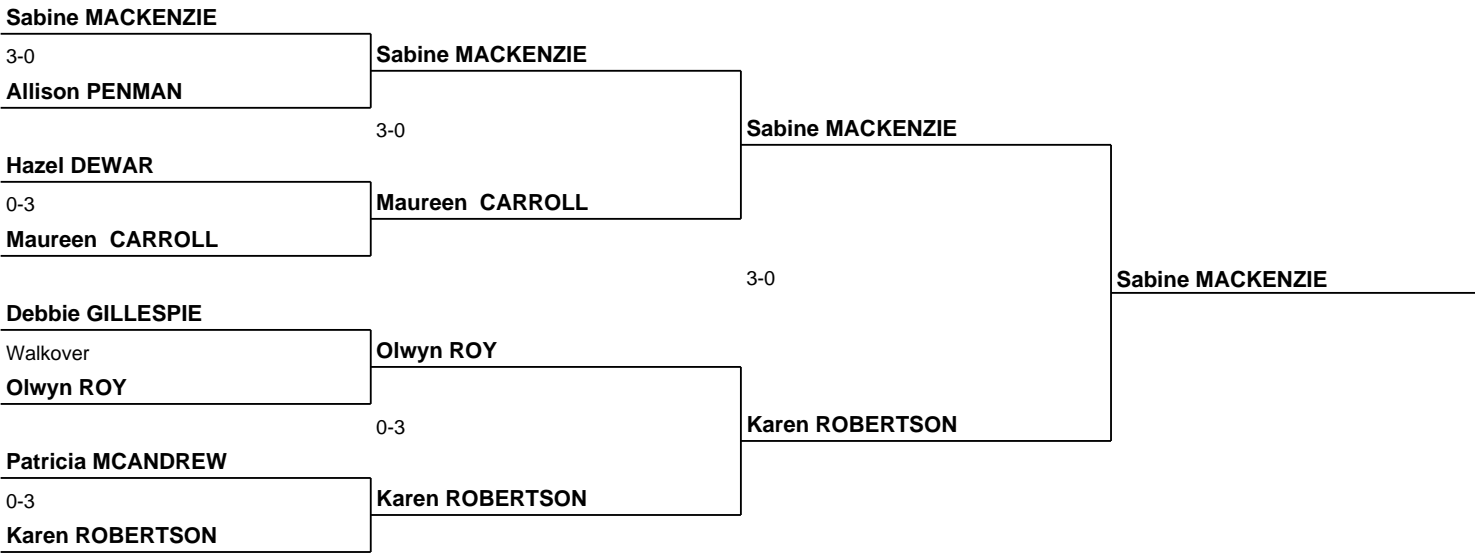 Sabine MACKENZIE
3-0
Sabine MACKENZIE
Allison PENMAN
3-0
Sabine MACKENZIE
Hazel DEWAR
0-3
Maureen  CARROLL
Maureen  CARROLL
3-0
Sabine MACKENZIE
Debbie GILLESPIE
Walkover
Olwyn ROY
Olwyn ROY
0-3
Karen ROBERTSON
Patricia MCANDREW
0-3
Karen ROBERTSON
Karen ROBERTSON